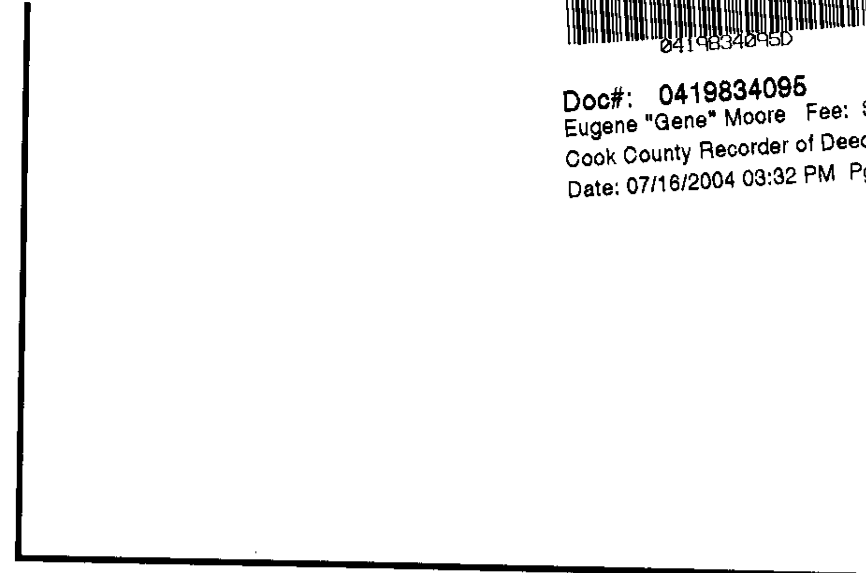 0419834095D
Doc#: 0419834095
Eugene "Gene" Moore Fee:
Cook County Recorder of Deed
Date: 07/16/2004 03:32 PM Pg